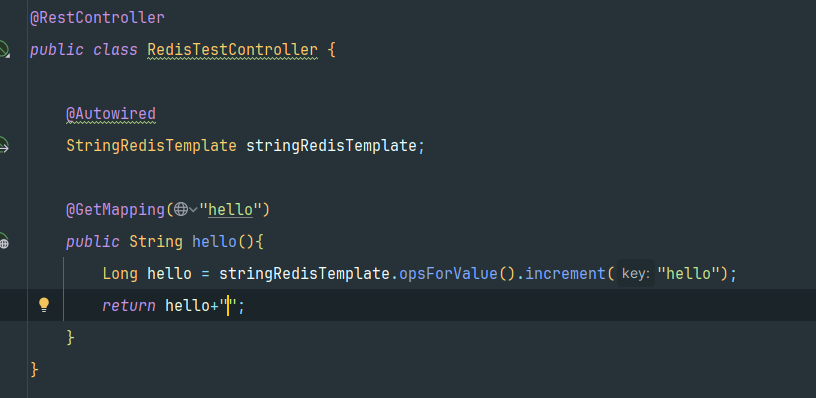 @RestController
public class RedisTestController {
@Autowired
StringRedisTemplate stringRedisTemplate;
@GetMapping("hello")
public String hello(){
Long hello = stringRedisTemplate.opsForValue().increment( key: "hello");
return hello+"";
}
}